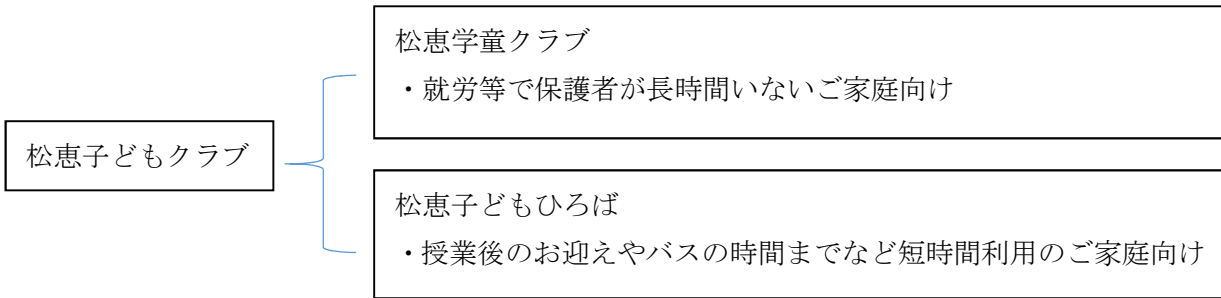 松恵学童クラブ
・就労等で保護者が長時間いないご家庭向け
松恵子どもクラブ
松恵子どもひろば
・授業後のお迎えやバスの時間までなど短時間利用のご家庭向け